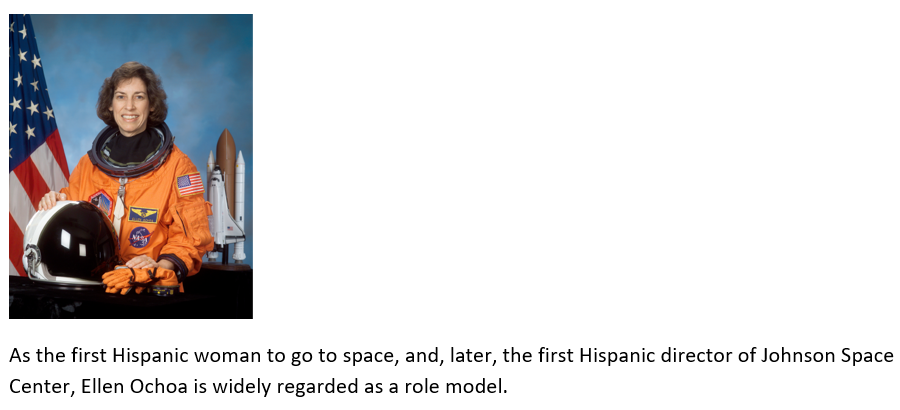 NASA
As the first Hispanic woman to go to space, and, later, the first Hispanic director of Johnson Space
Center, Ellen Ochoa is widely regarded as a role model.